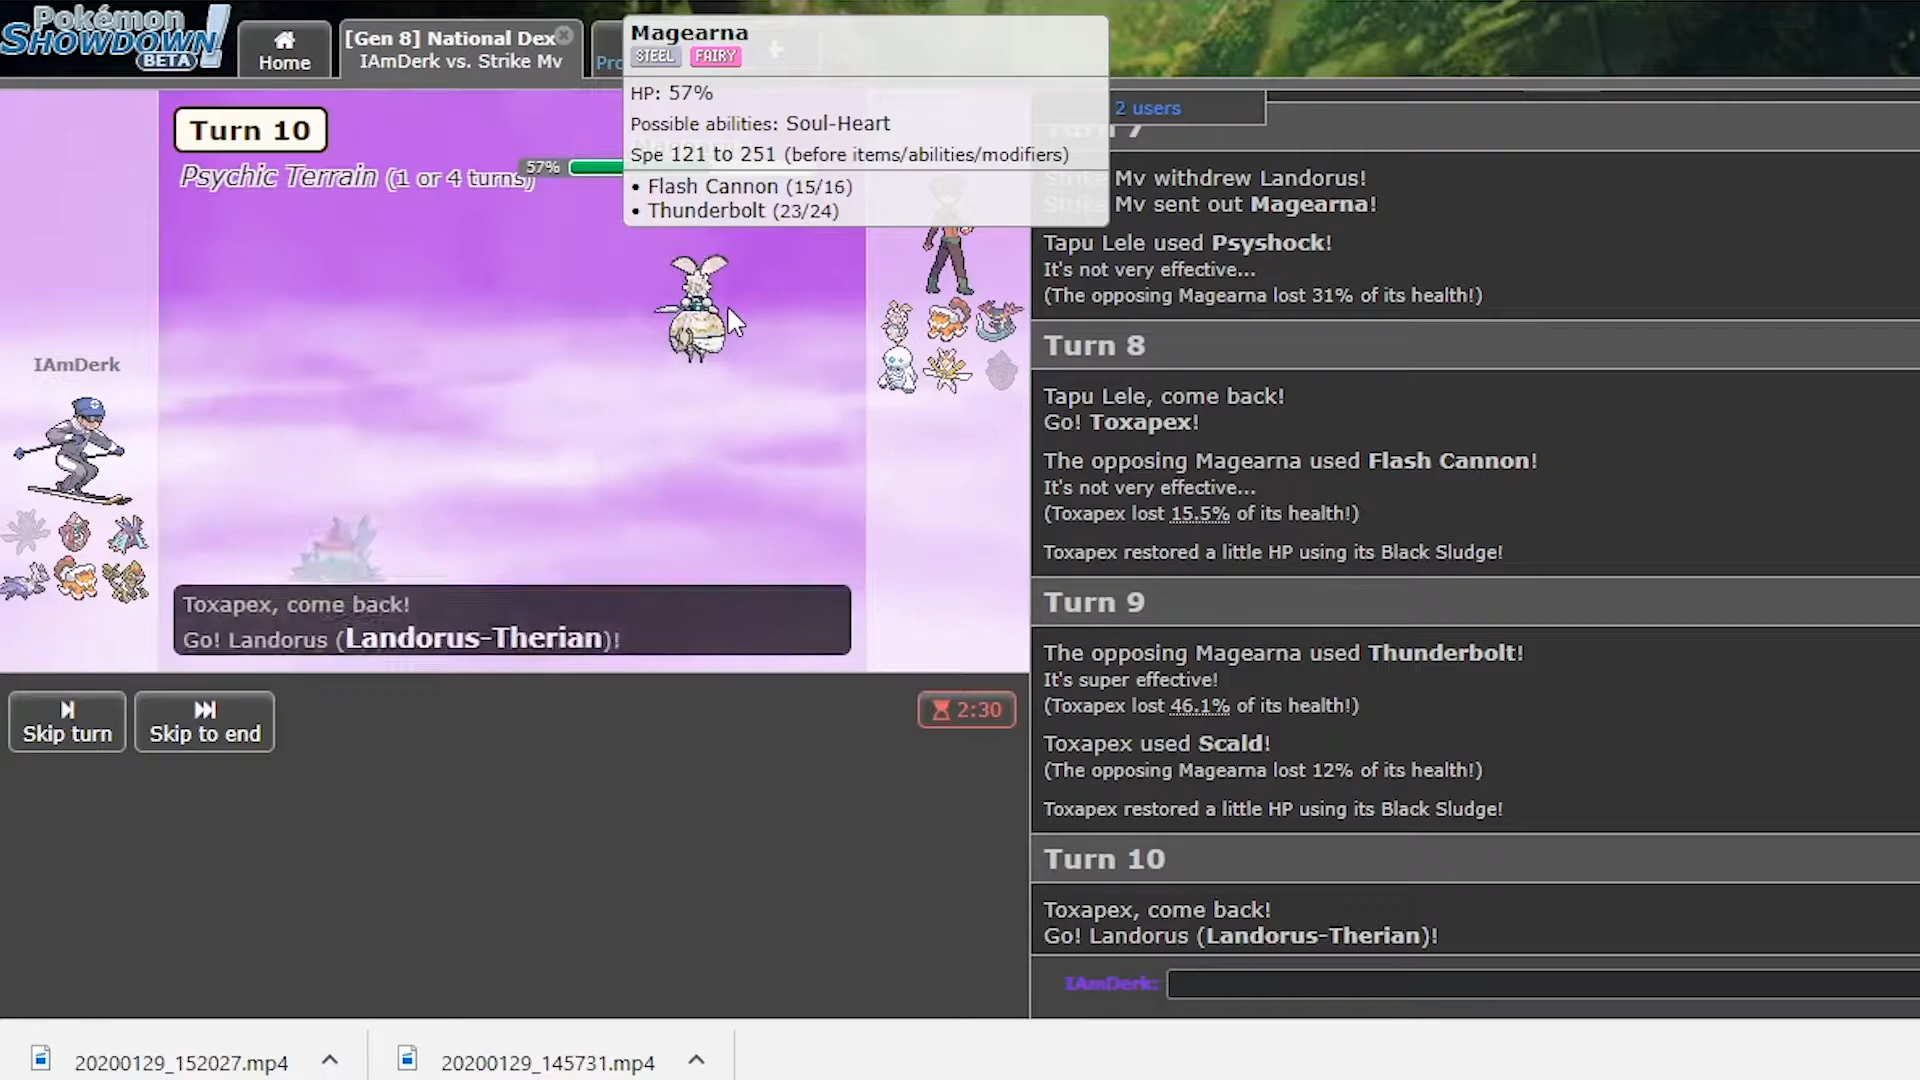 Pokémon
SHOWDOWN!
BETA
Home
[Gen 8] National Dex
IAmDerk vs. Strike Mv
Pro
Magearna
STEEL FAIRY
HP: 57%
Possible abilities: Soul-Heart
Spe 121 to 251 (before items/abilities/modifiers)
• Flash Cannon (15/16)
• Thunderbolt (23/24)
2 users
Turn 10
Psychic Terrain (1 or 4 turns)
57%
IAmDerk
Toxapex, come back!
Go! Landorus (Landorus-Therian)!
Skip turn
Skip to end
2:30
Turn 7
Strike Mv withdrew Landorus!
Strike Mv sent out Magearna!
Tapu Lele used Psyshock!
It's not very effective...
(The opposing Magearna lost 31% of its health!)
Turn 8
Tapu Lele, come back!
Go! Toxapex!
The opposing Magearna used Flash Cannon!
It's not very effective...
(Toxapex lost 15.5% of its health!)
Toxapex restored a little HP using its Black Sludge!
Turn 9
The opposing Magearna used Thunderbolt!
It's super effective!
(Toxapex lost 46.1% of its health!)
Toxapex used Scald!
(The opposing Magearna lost 12% of its health!)
Toxapex restored a little HP using its Black Sludge!
Turn 10
Toxapex, come back!
Go! Landorus (Landorus-Therian)!
IAmDerk:
20200129_152027.mp4
20200129_145731.mp4